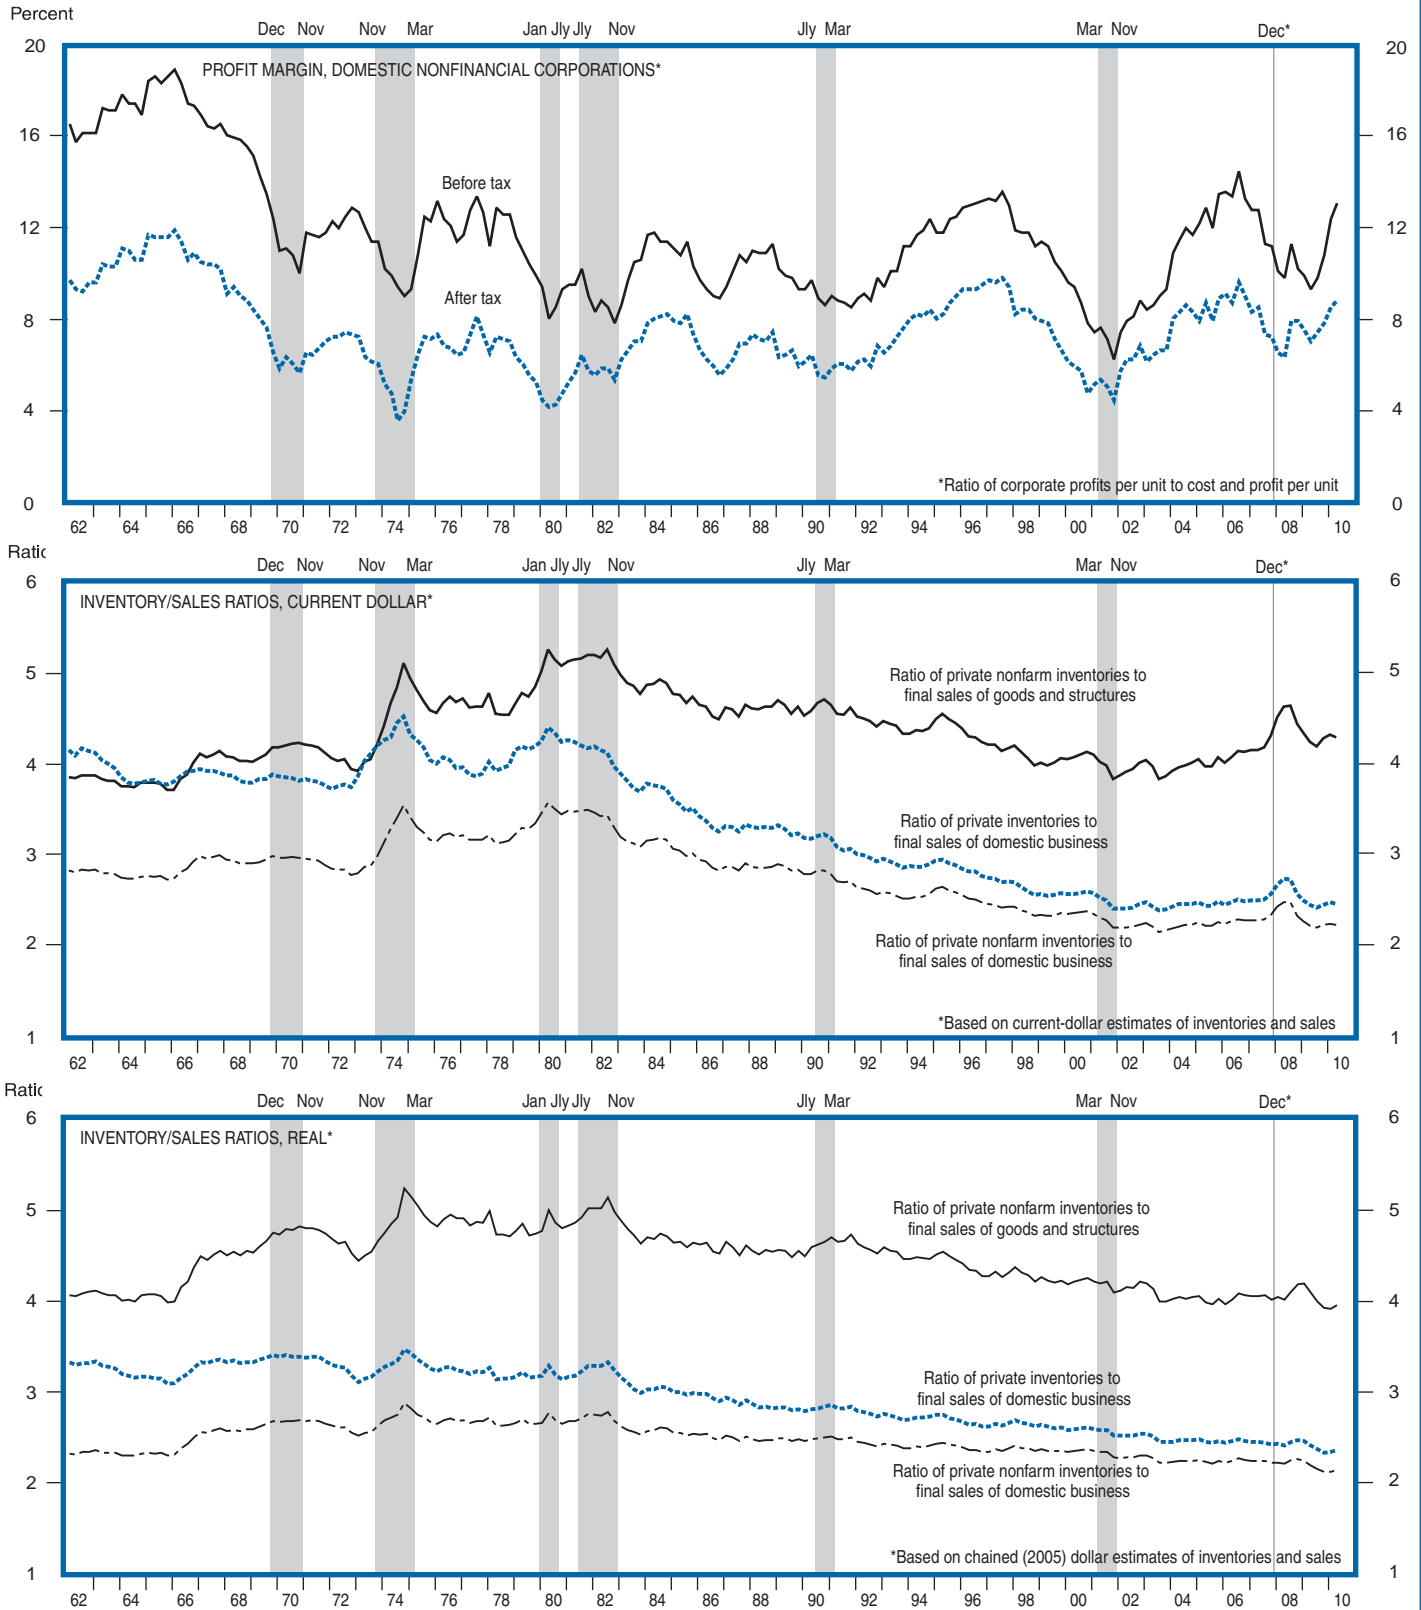 Percent
Dec Nov Nov Mar Jan Jly Jly Nov Jly Mar Mar Nov Dec*
20 20
PROFIT MARGIN, DOMESTIC NONFINANCIAL CORPORATIONS*
16 16
Before tax
12 12
After tax
8 8
4 4
*Ratio of corporate profits per unit to cost and profit per unit
0 0
62 64 66 68 70 72 74 76 78 80 82 84 86 88 90 92 94 96 98 00 02 04 06 08 10
Ratio
Dec Nov Nov Mar Jan Jly Jly Nov Jly Mar Mar Nov Dec*
6 6
INVENTORY/SALES RATIOS, CURRENT DOLLAR*
5 5
Ratio of private nonfarm inventories to
final sales of goods and structures
4 4
Ratio of private inventories to
final sales of domestic business
3 3
Ratio of private nonfarm inventories to
final sales of domestic business
2 2
*Based on current-dollar estimates of inventories and sales
1 1
62 64 66 68 70 72 74 76 78 80 82 84 86 88 90 92 94 96 98 00 02 04 06 08 10
Ratio
Dec Nov Nov Mar Jan Jly Jly Nov Jly Mar Mar Nov Dec*
6 6
INVENTORY/SALES RATIOS, REAL*
5 5
Ratio of private nonfarm inventories to
final sales of goods and structures
4 4
3 3
Ratio of private inventories to
final sales of domestic business
2 2
Ratio of private nonfarm inventories to
final sales of domestic business
*Based on chained (2005) dollar estimates of inventories and sales
1 1
62 64 66 68 70 72 74 76 78 80 82 84 86 88 90 92 94 96 98 00 02 04 06 08 10